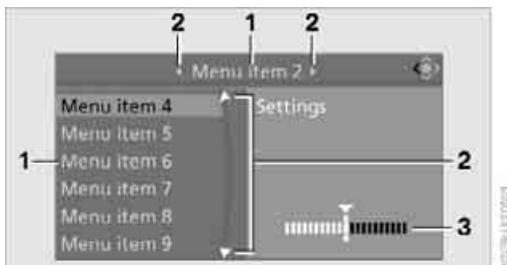 2 1 2
Menu item 2
Menu item 4 Settings
Menu item 5
1 Menu item 6 2
Menu item 7
Menu item 8 3
Menu item 9